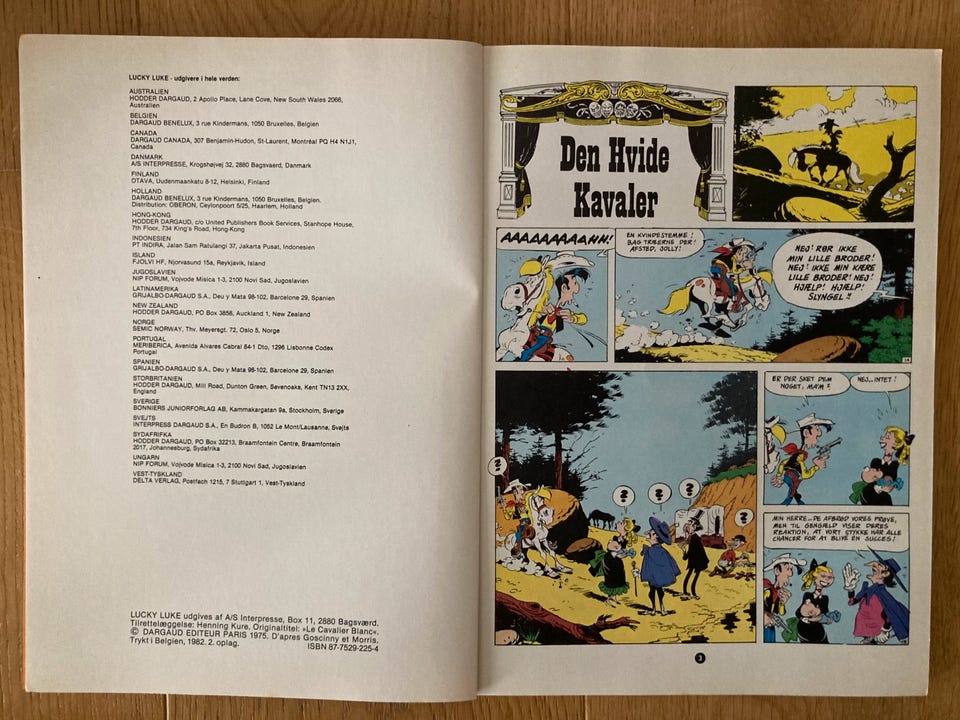 LUCKY LUKE - udgivere i hele verden:
AUSTRALIEN
HODDER DARGAUD, 2 Apollo Place, Lane Cove, New South Wales 2066,
Australien
BELGIEN
DARGAUD BENELUX, 3 rue Kindermans, 1050 Bruxelles, Belgien
CANADA
DARGAUD CANADA, 307 Benjamin-Hudon, St-Laurent, Montréal PQ H4 N1J1,
Canada
DANMARK
A/S INTERPRESSE, Krogshøjvej 32, 2880 Bagsvaerd, Danmark
FINLAND
OTAVA, Uudenmaankatu 8-12, Helsinki, Finland
HOLLAND
DARGAUD BENELUX, 3 rue Kindermans, 1050 Bruxelles, Belgien.
Distribution: OBERON, Ceylonpoort 5/25, Haarlem, Holland
HONG-KONG
HODDER DARGAUD, c/o United Publishers Book Services, Stanhope House,
7th Floor, 734 King's Road, Hong-Kong
INDONESIEN
PT INDIRA, Jalan Sam Ratulangi 37, Jakarta Pusat, Indonesien
ISLAND
FJOLVI HF, Njorvasund 15a, Reykjavik, Island
JUGOSLAVIEN
NIP FORUM, Vojvode Misica 1-3, 2100 Novi Sad, Jugoslavien
LATINAMERIKA
GRIJALBO-DARGAUD S.A., Deu y Mata 98-102, Barcelone 29, Spanien
NEW ZEALAND
HODDER DARGAUD, PO Box 3858, Auckland 1, New Zealand
NORGE
SEMIC NORWAY, Thv. Meyersgt. 72, Oslo 5, Norge
PORTUGAL
MERIBERICA, Avenida Alvares Cabral 84-1 Dto, 1296 Lisbonne Codex
Portugal
SPANIEN
GRIJALBO-DARGAUD S.A., Deu y Mata 98-102, Barcelone 29, Spanien
STORBRITANIEN
HODDER DARGAUD, Mill Road, Dunton Green, Sevenoaks, Kent TN13 2XX,
England
SVERIGE
BONNIERS JUNIORFORLAG AB, Kammakargatan 9a, Stockholm, Sverige
SVEJTS
INTERPRESS DARGAUD S.A., En Budron B, 1052 Le Mont/Lausanne, Svejts
SYDAFRIKA
HODDER DARGAUD, PO Box 32213, Braamfontein Centre, Braamfontein
2017, Johannesburg, Sydafrika
UNGARN
NIP FORUM, Vojvode Misica 1-3, 2100 Novi Sad, Jugoslavien
VEST-TYSKLAND
DELTA VERLAG, Postfach 1215, 7 Stuttgart 1, Vest-Tyskland
LUCKY LUKE udgives af A/S Interpresse, Box 11, 2880 Bagsværd.
Tilrettelæggelse: Henning Kure. Originaltitel: »Le Cavalier Blanc«.
© DARGAUD EDITEUR PARIS 1975. D'apres Goscinny et Morris.
Trykt i Belgien, 1982. 2. oplag.
ISBN 87-7529-225-4
Den Hvide
Kavaler
AAAAAAAAAHH!
EN KVINDESTEMME!
BAG TRÆERNE DER!
AFSTED, JOLLY!
NEJ! RØR IKKE
MIN LILLE BRODER!
NEJ! IKKE MIN KÆRE
LILLE BRODER! NEJ!
HJÆLP! HJÆLP!
SLYNGEL!!
1A
?
?
?
?
?
ER DER SKET DEM
NOGET, MA'M?
NEJ...INTET!
MIN HERRE...DE AFBRØD VORES PRØVE,
MEN TIL GENGÆLD VISER DERES
REAKTION, AT VORT STYKKE HAR ALLE
CHANCER FOR AT BLIVE EN SUCCES!
3